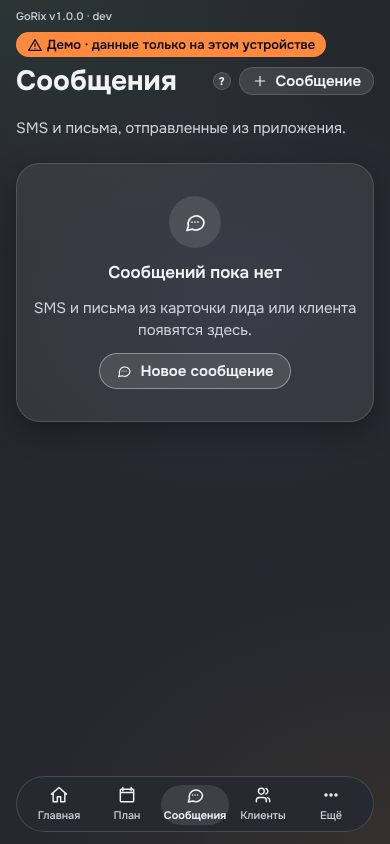 GoRix v1.0.0 · dev
Демо · данные только на этом устройстве
Сообщения
?
+ Сообщение
SMS и письма, отправленные из приложения.
Сообщений пока нет
SMS и письма из карточки лида или клиента
появятся здесь.
Новое сообщение
Главная
План
Сообщения
Клиенты
Ещё